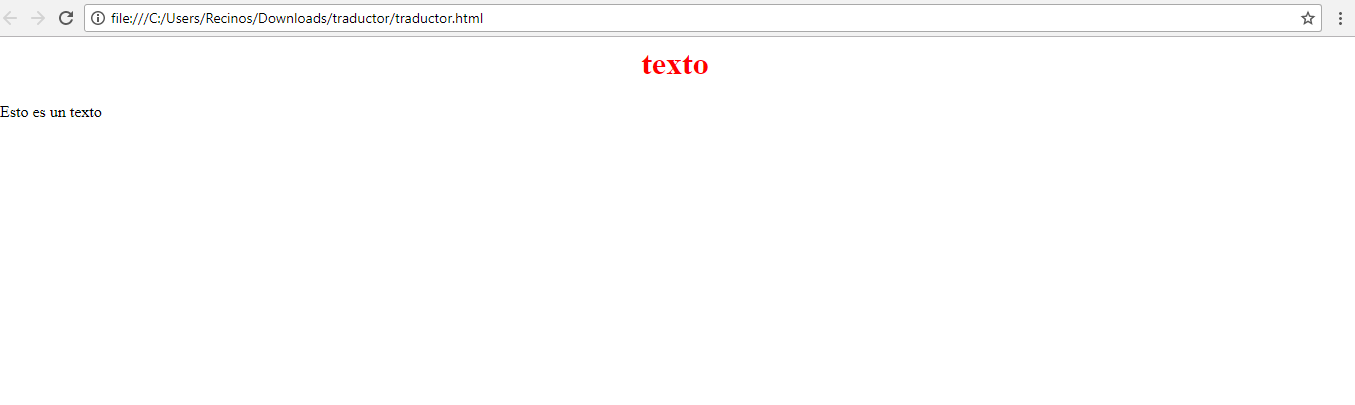 file:///C:/Users/Recinos/Downloads/traductor/traductor.html
texto
Esto es un texto